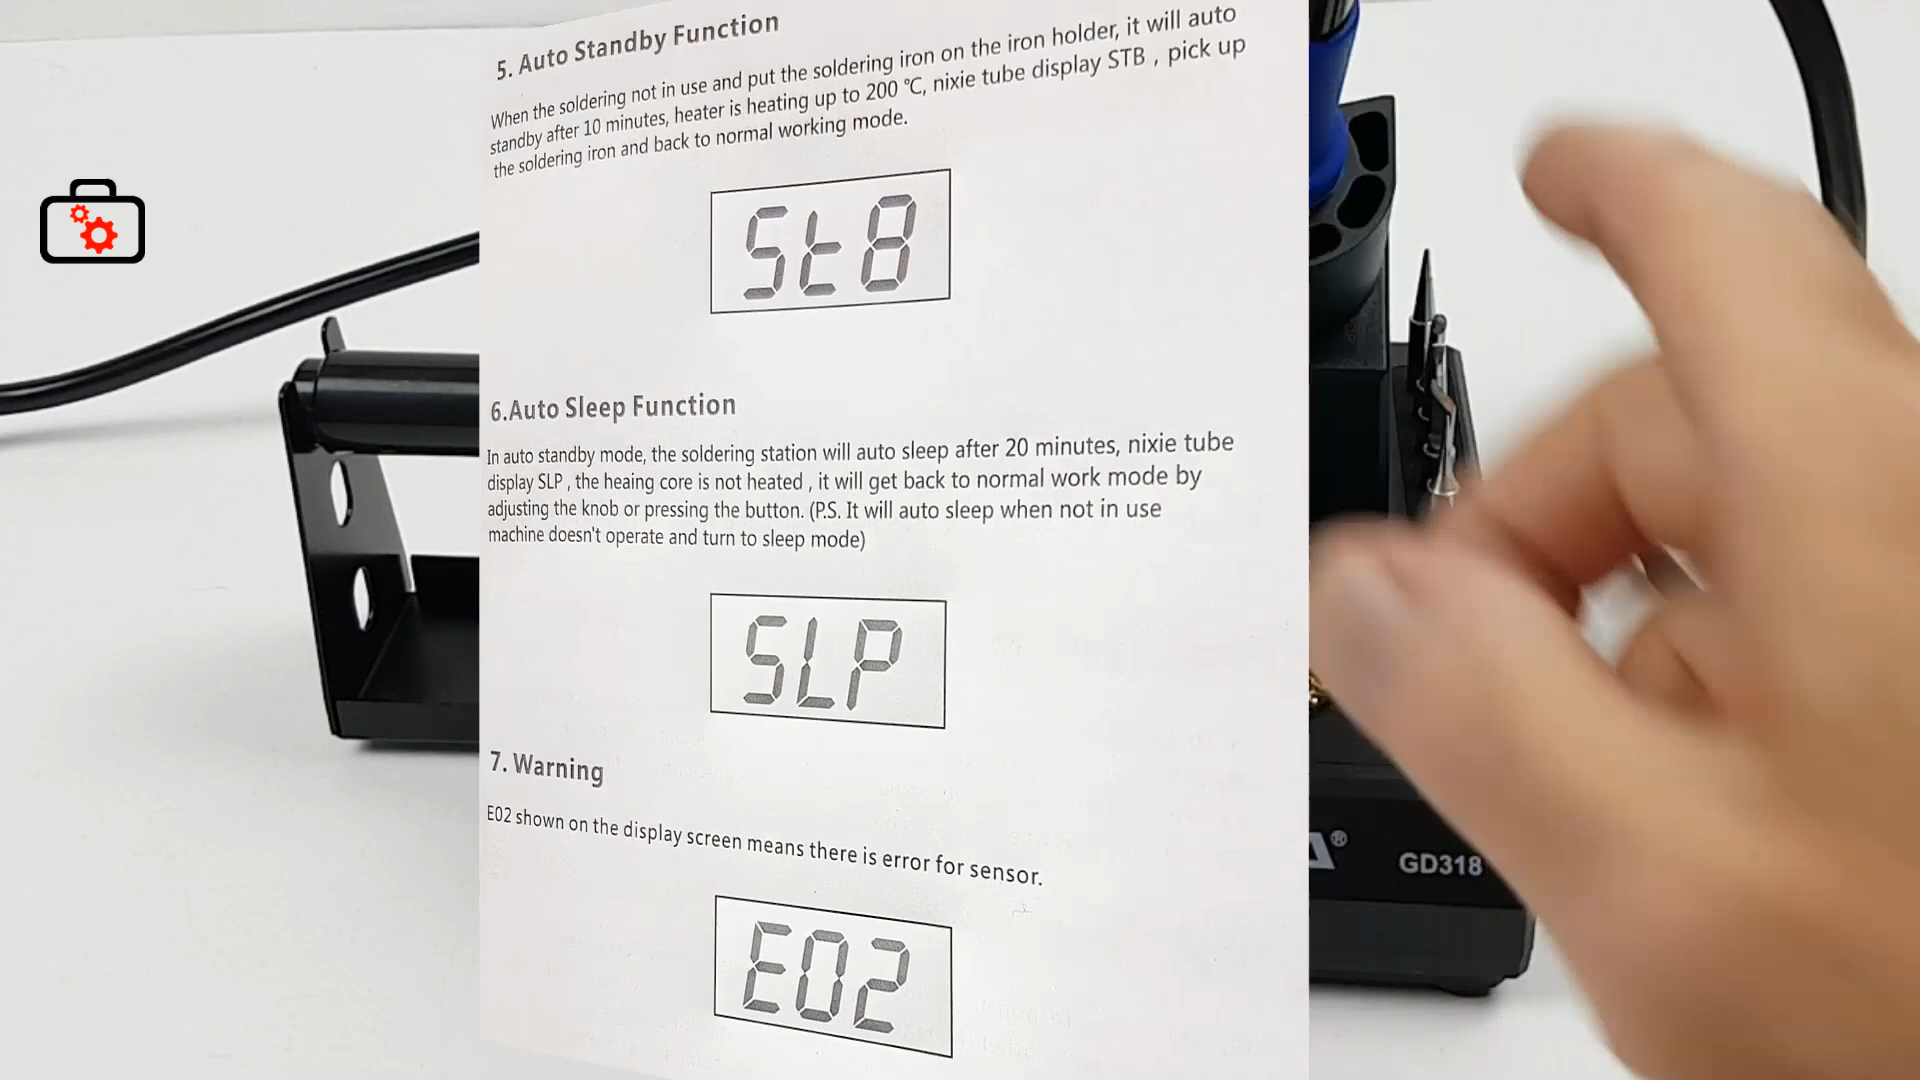 5. Auto Standby Function
When the soldering not in use and put the soldering iron on the iron holder, it will auto
standby after 10 minutes, heater is heating up to 200 ℃, nixie tube display STB , pick up
the soldering iron and back to normal working mode.
St8
6.Auto Sleep Function
In auto standby mode, the soldering station will auto sleep after 20 minutes, nixie tube
display SLP , the heaing core is not heated , it will get back to normal work mode by
adjusting the knob or pressing the button. (P.S. It will auto sleep when not in use
machine doesn't operate and turn to sleep mode)
SLP
7. Warning
E02 shown on the display screen means there is error for sensor.
E02
A®
GD318